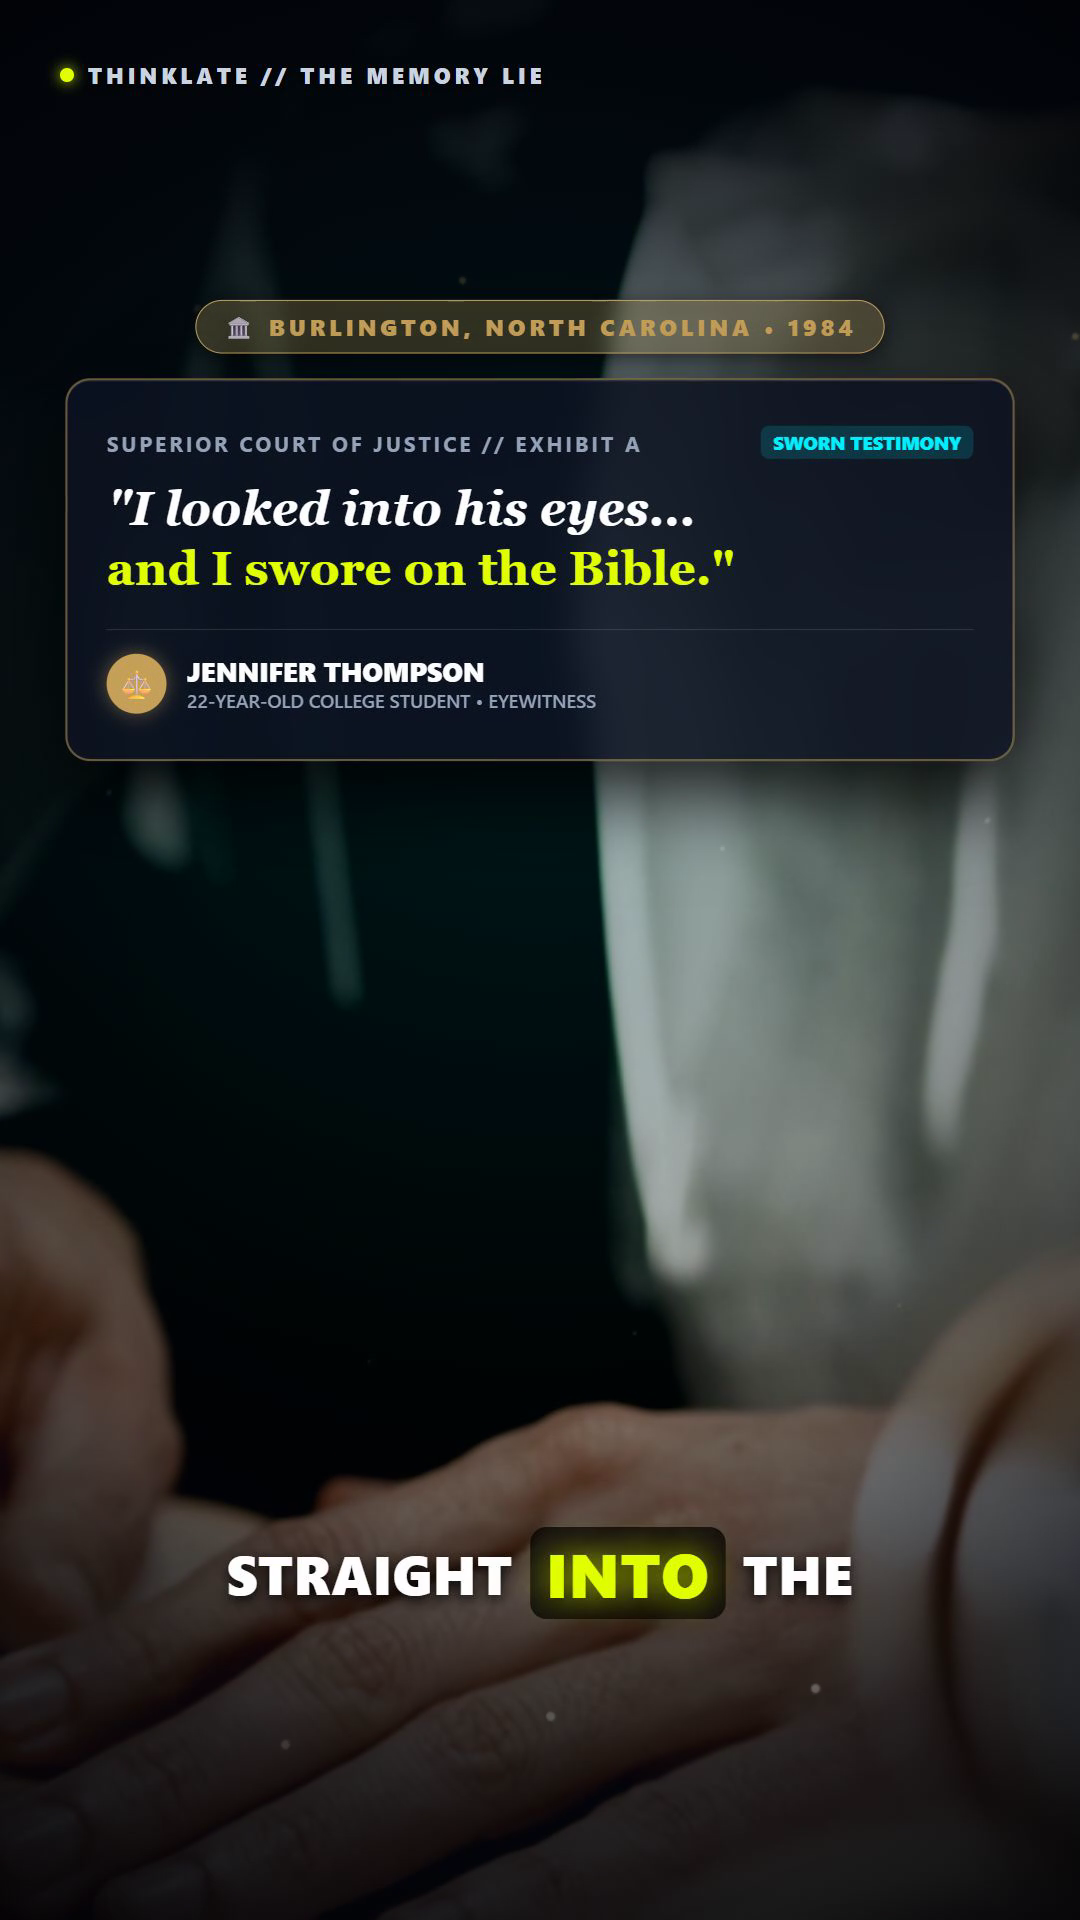 THINKLATE // THE MEMORY LIE
🏛 BURLINGTON, NORTH CAROLINA • 1984
SUPERIOR COURT OF JUSTICE // EXHIBIT A
SWORN TESTIMONY
"I looked into his eyes...
and I swore on the Bible."
JENNIFER THOMPSON
22-YEAR-OLD COLLEGE STUDENT • EYEWITNESS
STRAIGHT INTO THE